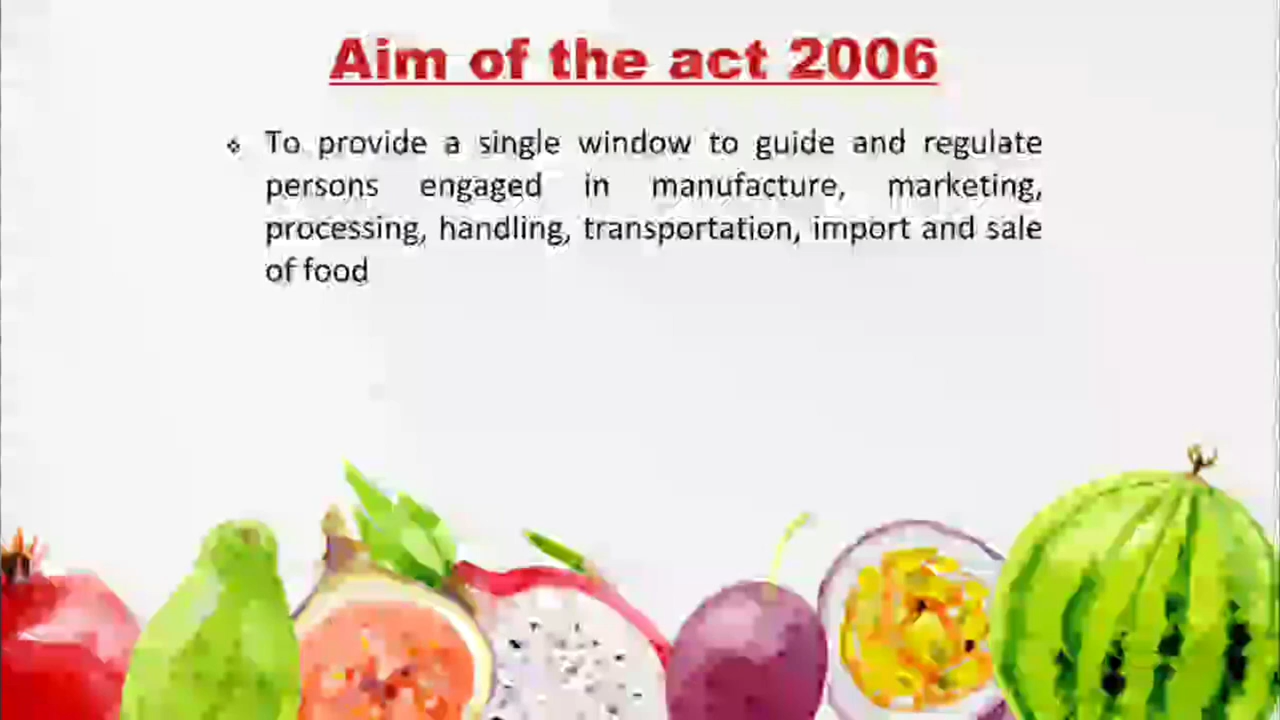 Aim of the act 2006
❖ To provide a single window to guide and regulate
persons engaged in manufacture, marketing,
processing, handling, transportation, import and sale
of food